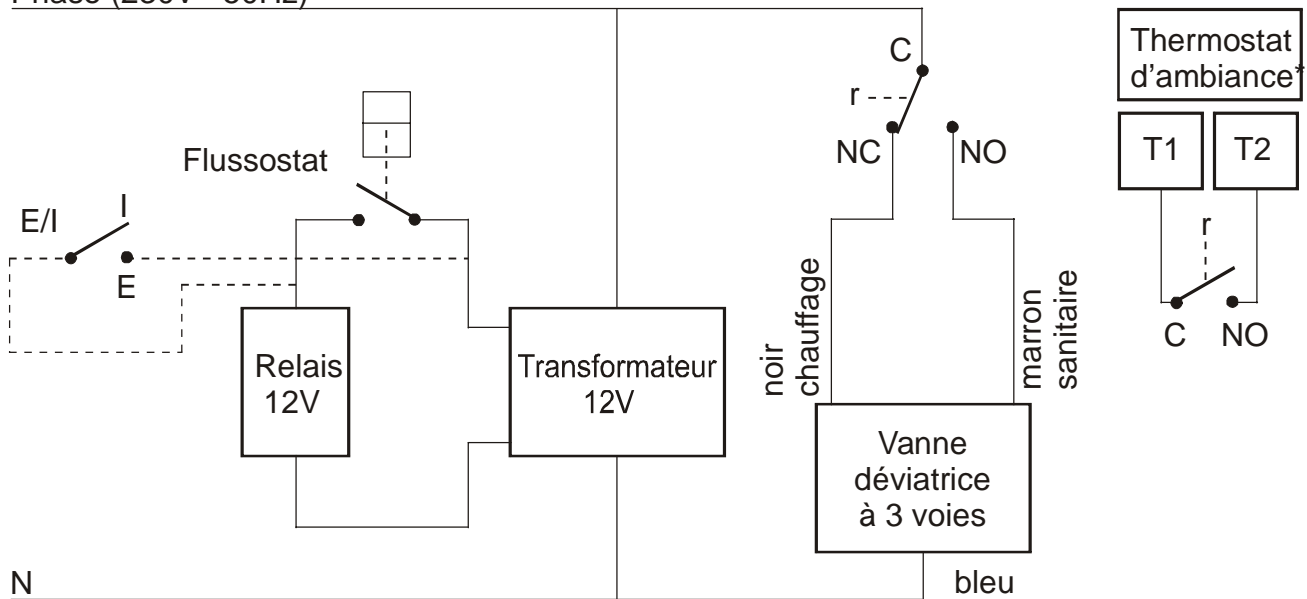 Phase (230V - 50Hz)
Flussostat
E/I
I
E
Relais
12V
Transformateur
12V
C
r
NC
NO
noir
chauffage
marron
sanitaire
Vanne
déviatrice
à 3 voies
N
bleu
Thermostat
d'ambiance*
T1
T2
r
C
NO